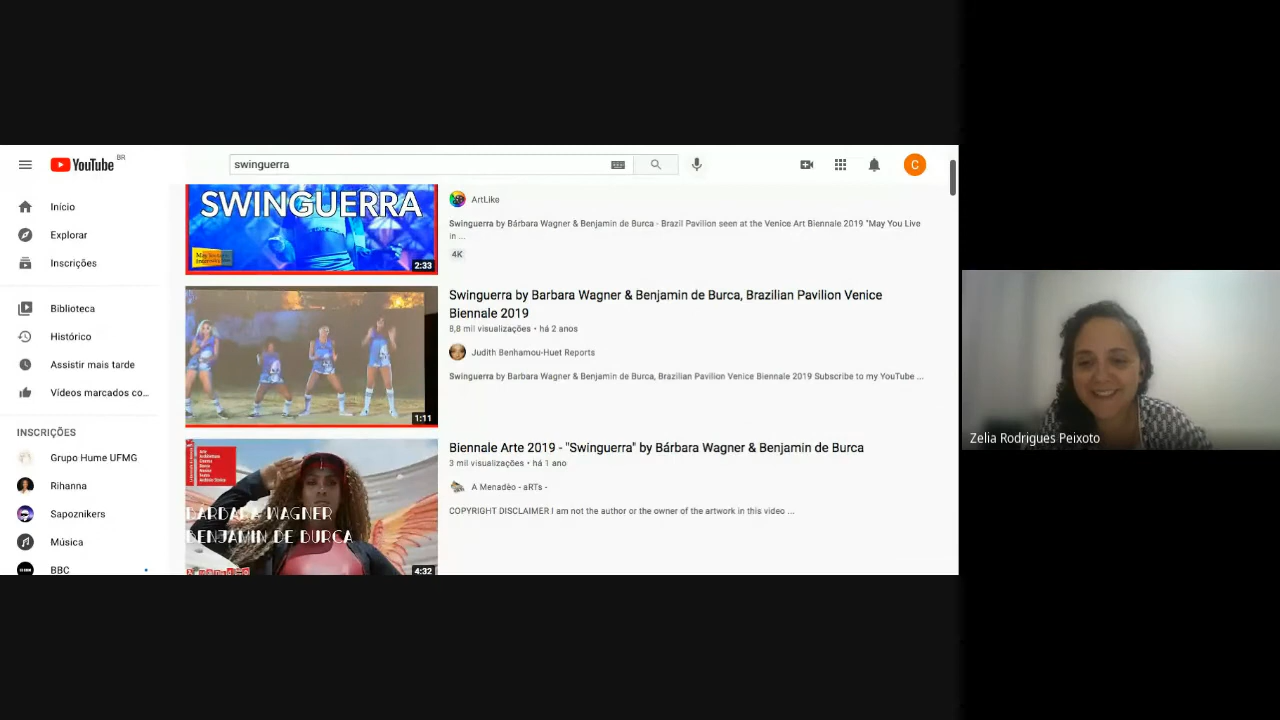 YouTube BR
swinguerra
C
Início
Explorar
Inscrições
Biblioteca
Histórico
Assistir mais tarde
Vídeos marcados co...
INSCRIÇÕES
Grupo Hume UFMG
Rihanna
Sapoznikers
Música
BBC
SWINGUERRA
2:33
ArtLike
Swinguerra by Bárbara Wagner & Benjamin de Burca - Brazil Pavilion seen at the Venice Art Biennale 2019 "May You Live
in ...
4K
1:11
Swinguerra by Barbara Wagner & Benjamin de Burca, Brazilian Pavilion Venice
Biennale 2019
8,8 mil visualizações • há 2 anos
Judith Benhamou-Huet Reports
Swinguerra by Barbara Wagner & Benjamin de Burca, Brazilian Pavilion Venice Biennale 2019 Subscribe to my YouTube ...
BARBARA WAGNER
BENJAMIN DE BURCA
4:32
Biennale Arte 2019 - "Swinguerra" by Bárbara Wagner & Benjamin de Burca
3 mil visualizações • há 1 ano
A Menadèo - aRTs -
COPYRIGHT DISCLAIMER I am not the author or the owner of the artwork in this video ...
Zelia Rodrigues Peixoto